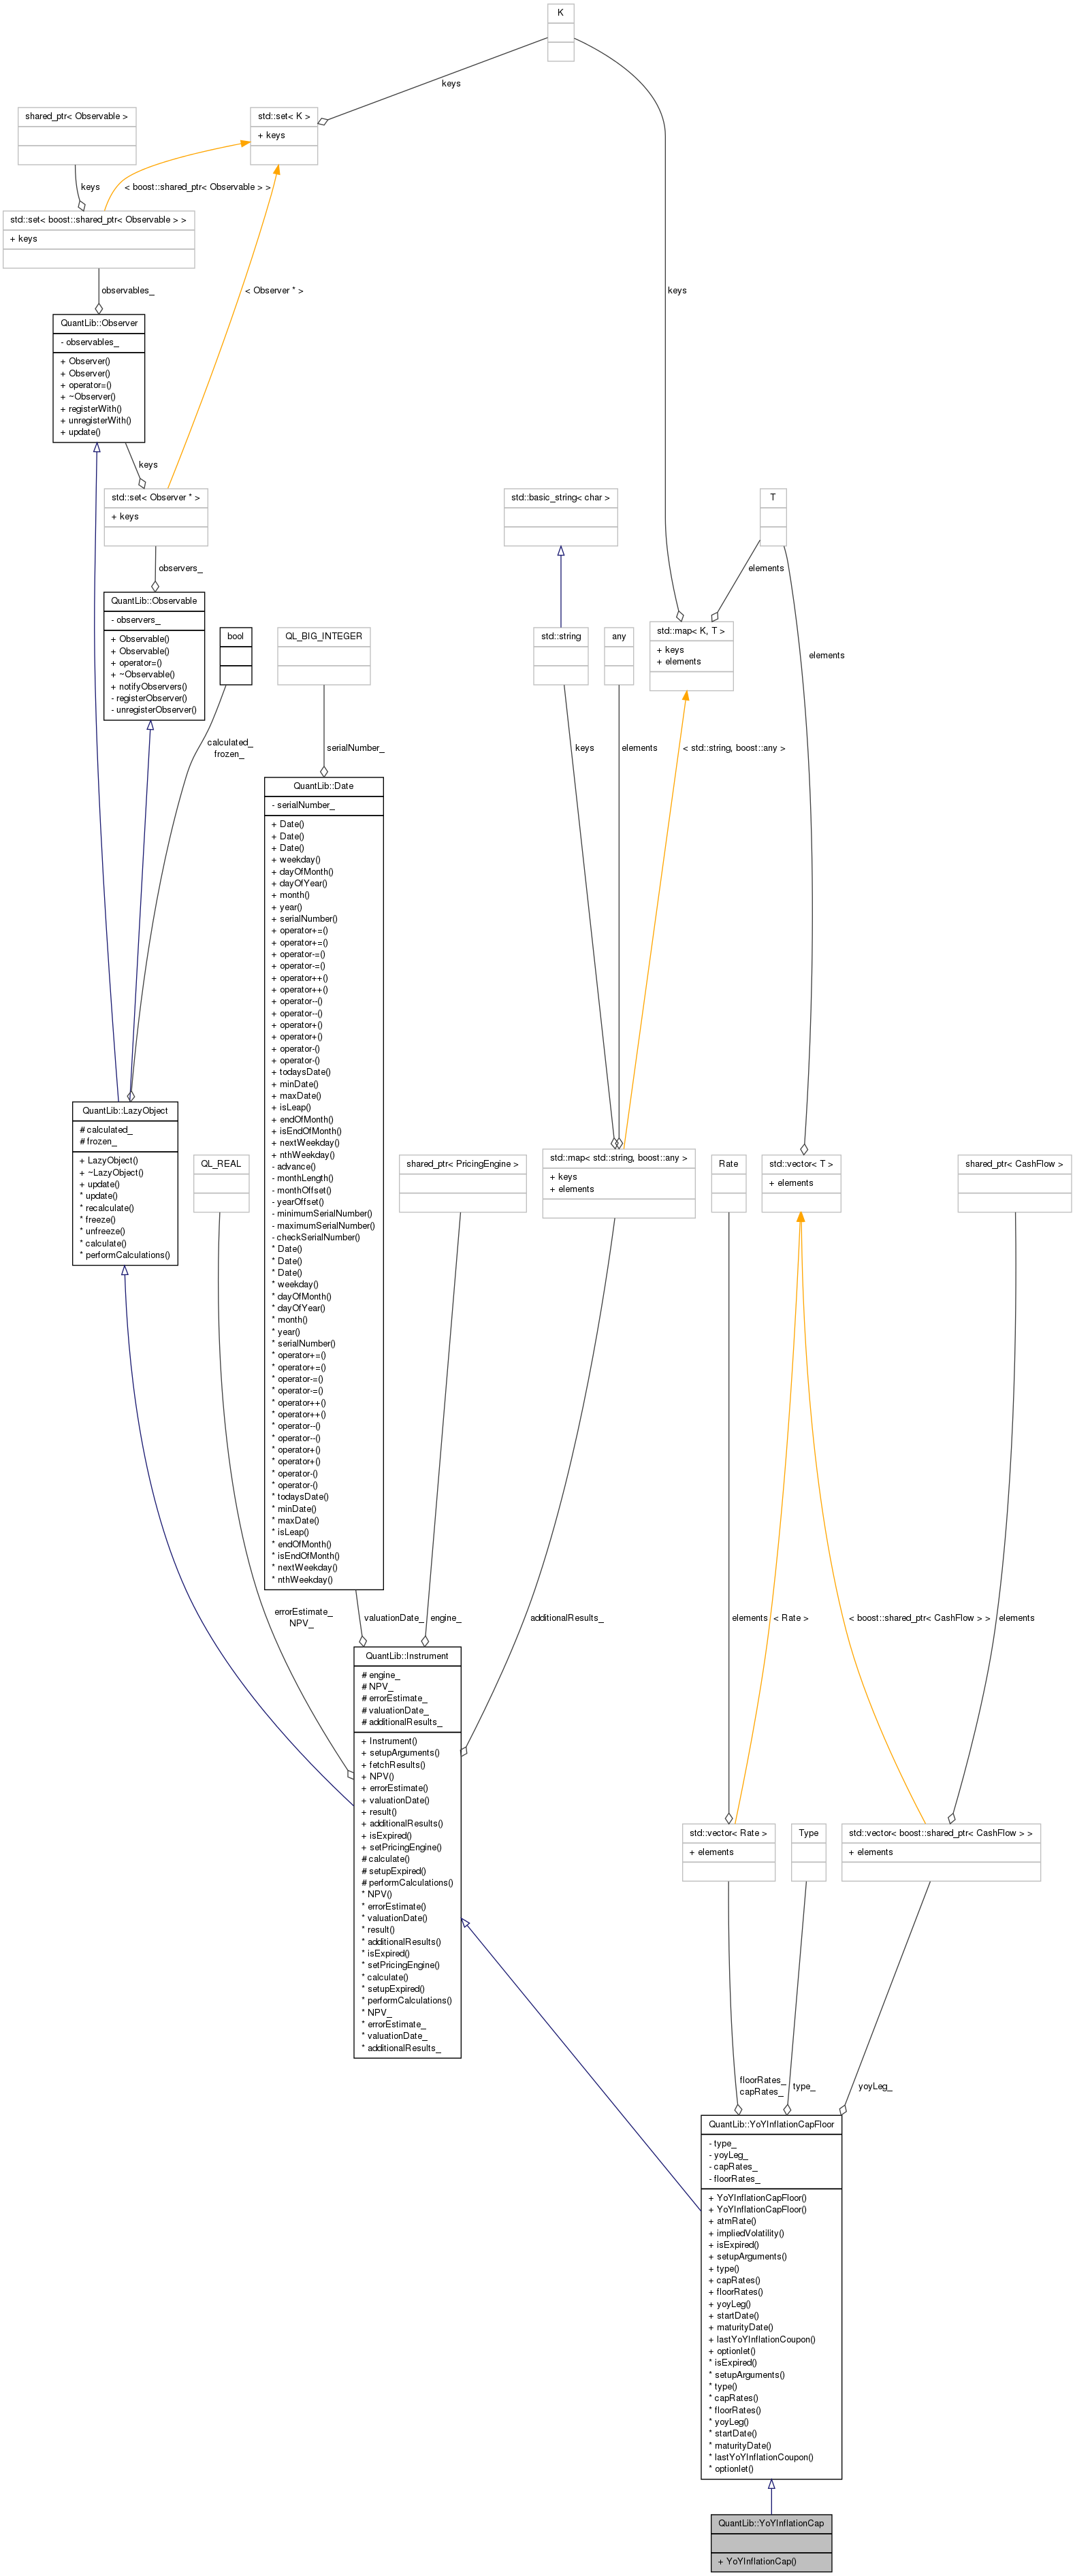 K
keys
shared_ptr< Observable >
std::set< K >
+ keys
keys
< boost::shared_ptr< Observable > >
std::set< boost::shared_ptr< Observable > >
+ keys
observables_
< Observer * >
keys
QuantLib::Observer
- observables_
+ Observer()
+ Observer()
+ operator=()
+ ~Observer()
+ registerWith()
+ unregisterWith()
+ update()
keys
std::set< Observer * >
+ keys
std::basic_string< char >
T
observers_
elements
QuantLib::Observable
- observers_
+ Observable()
+ Observable()
+ operator=()
+ ~Observable()
+ notifyObservers()
- registerObserver()
- unregisterObserver()
bool
QL_BIG_INTEGER
std::string
any
std::map< K, T >
+ keys
+ elements
elements
calculated_
frozen_
serialNumber_
keys
elements
< std::string, boost::any >
QuantLib::Date
- serialNumber_
+ Date()
+ Date()
+ Date()
+ weekday()
+ dayOfMonth()
+ dayOfYear()
+ month()
+ year()
+ serialNumber()
+ operator+=()
+ operator+=()
+ operator-=()
+ operator-=()
+ operator++()
+ operator++()
+ operator--()
+ operator--()
+ operator+()
+ operator+()
+ operator-()
+ operator-()
+ todaysDate()
+ minDate()
+ maxDate()
+ isLeap()
+ endOfMonth()
+ isEndOfMonth()
+ nextWeekday()
+ nthWeekday()
- advance()
- monthLength()
- monthOffset()
- yearOffset()
- minimumSerialNumber()
- maximumSerialNumber()
- checkSerialNumber()
* Date()
* Date()
* Date()
* weekday()
* dayOfMonth()
* dayOfYear()
* month()
* year()
* serialNumber()
* operator+=()
* operator+=()
* operator-=()
* operator-=()
* operator++()
* operator++()
* operator--()
* operator--()
* operator+()
* operator+()
* operator-()
* operator-()
* todaysDate()
* minDate()
* maxDate()
* isLeap()
* endOfMonth()
* isEndOfMonth()
* nextWeekday()
* nthWeekday()
QuantLib::LazyObject
# calculated_
# frozen_
+ LazyObject()
+ ~LazyObject()
+ update()
* update()
* recalculate()
* freeze()
* unfreeze()
* calculate()
* performCalculations()
QL_REAL
shared_ptr< PricingEngine >
std::map< std::string, boost::any >
+ keys
+ elements
Rate
std::vector< T >
+ elements
shared_ptr< CashFlow >
errorEstimate_
NPV_
valuationDate_
engine_
additionalResults_
elements
< Rate >
< boost::shared_ptr< CashFlow > >
elements
QuantLib::Instrument
# engine_
# NPV_
# errorEstimate_
# valuationDate_
# additionalResults_
+ Instrument()
+ setupArguments()
+ fetchResults()
+ NPV()
+ errorEstimate()
+ valuationDate()
+ result()
+ additionalResults()
+ isExpired()
+ setPricingEngine()
# calculate()
# setupExpired()
# performCalculations()
* NPV()
* errorEstimate()
* valuationDate()
* result()
* additionalResults()
* isExpired()
* setPricingEngine()
* calculate()
* setupExpired()
* performCalculations()
* NPV_
* errorEstimate_
* valuationDate_
* additionalResults_
std::vector< Rate >
+ elements
Type
std::vector< boost::shared_ptr< CashFlow > >
+ elements
floorRates_
capRates_
type_
yoyLeg_
QuantLib::YoYInflationCapFloor
- type_
- yoyLeg_
- capRates_
- floorRates_
+ YoYInflationCapFloor()
+ YoYInflationCapFloor()
+ atmRate()
+ impliedVolatility()
+ isExpired()
+ setupArguments()
+ type()
+ capRates()
+ floorRates()
+ yoyLeg()
+ startDate()
+ maturityDate()
+ lastYoYInflationCoupon()
+ optionlet()
* isExpired()
* setupArguments()
* type()
* capRates()
* floorRates()
* yoyLeg()
* startDate()
* maturityDate()
* lastYoYInflationCoupon()
* optionlet()
QuantLib::YoYInflationCap
+ YoYInflationCap()